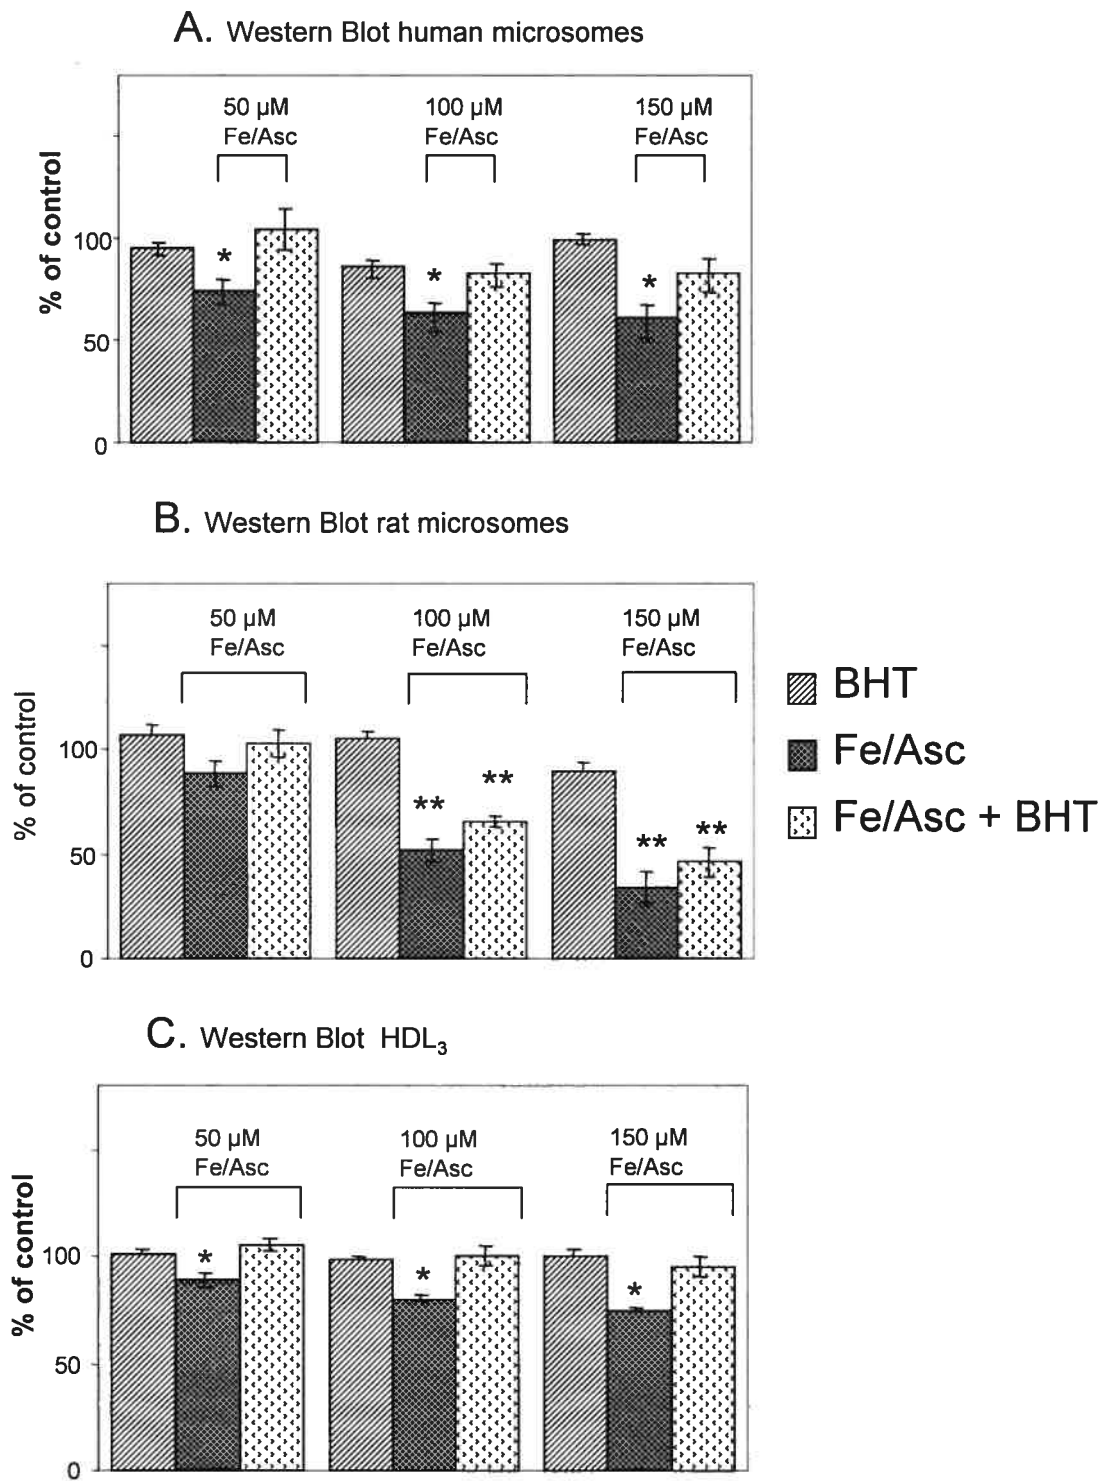 A. Western Blot human microsomes
50 µM 100 µM 150 µM
Fe/Asc Fe/Asc Fe/Asc
% of control
100
50
0
* * *
B. Western Blot rat microsomes
50 µM 100 µM 150 µM
Fe/Asc Fe/Asc Fe/Asc
% of control
100
50
0
** ** ** **
BHT
Fe/Asc
Fe/Asc + BHT
C. Western Blot HDL₃
50 µM 100 µM 150 µM
Fe/Asc Fe/Asc Fe/Asc
% of control
100
50
0
* * *